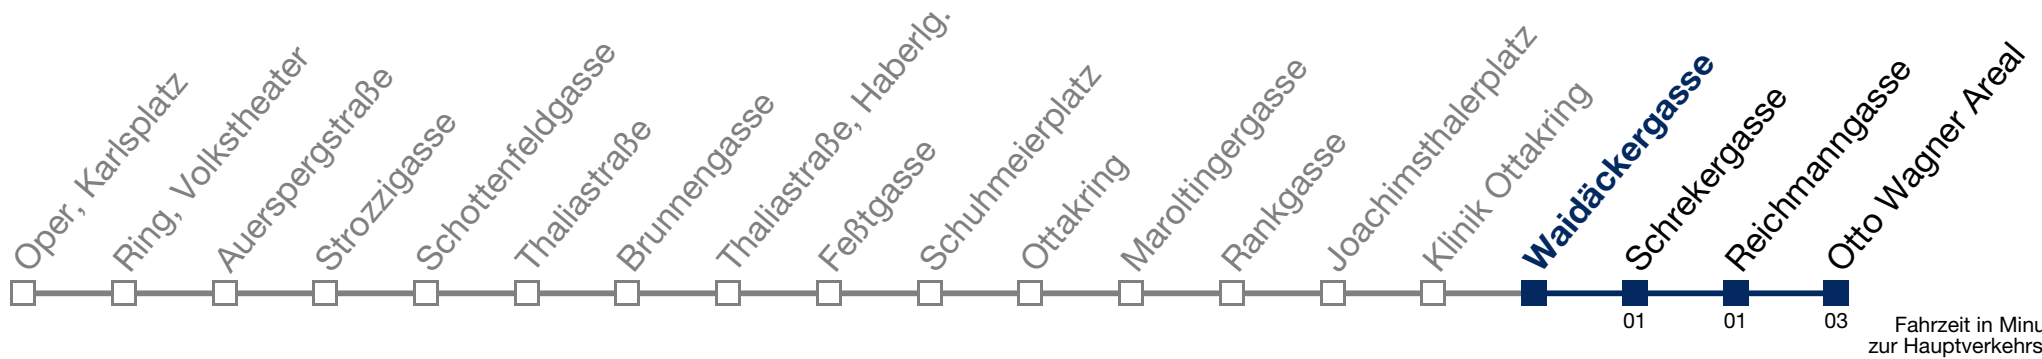 Oper, Karlsplatz
Ring, Volkstheater
Auerspergstraße
Strozzigasse
Schottenfeldgasse
Thaliastraße
Brunnengasse
Thaliastraße, Haberlg.
Feßtgasse
Schuhmeierplatz
Ottakring
Maroltingergasse
Rankgasse
Joachimsthalerplatz
Klinik Ottakring
Waidäckergasse
Schrekergasse
Reichmanngasse
Otto Wagner Areal
01 01 03
Fahrzeit in Minu
zur Hauptverkehrs